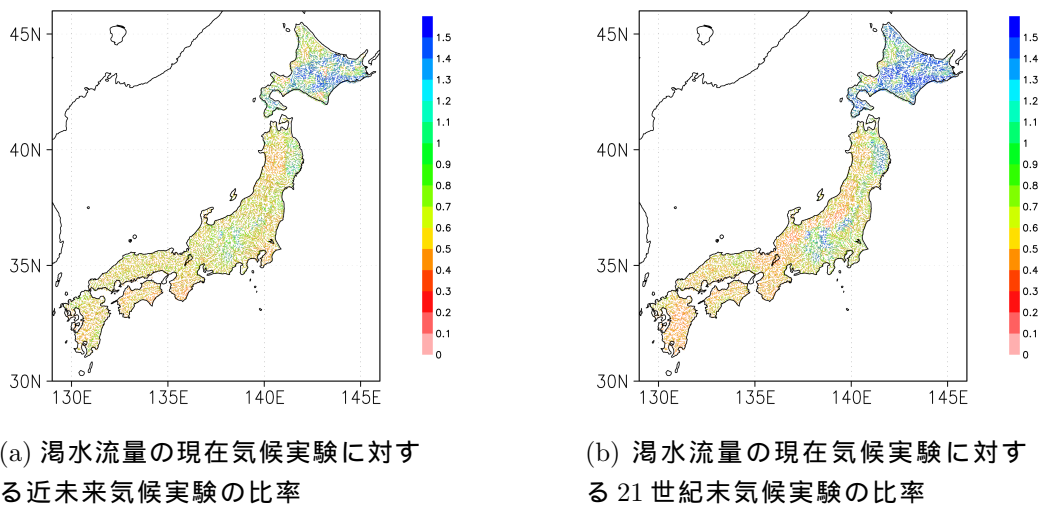 45N
40N
35N
30N
130E 135E 140E 145E
1.5
1.4
1.3
1.2
1.1
1
0.9
0.8
0.7
0.6
0.5
0.4
0.3
0.2
0.1
0
(a) 渇水流量の現在気候実験に対す
る近未来気候実験の比率
45N
40N
35N
30N
130E 135E 140E 145E
1.5
1.4
1.3
1.2
1.1
1
0.9
0.8
0.7
0.6
0.5
0.4
0.3
0.2
0.1
0
(b) 渇水流量の現在気候実験に対す
る 21 世紀末気候実験の比率